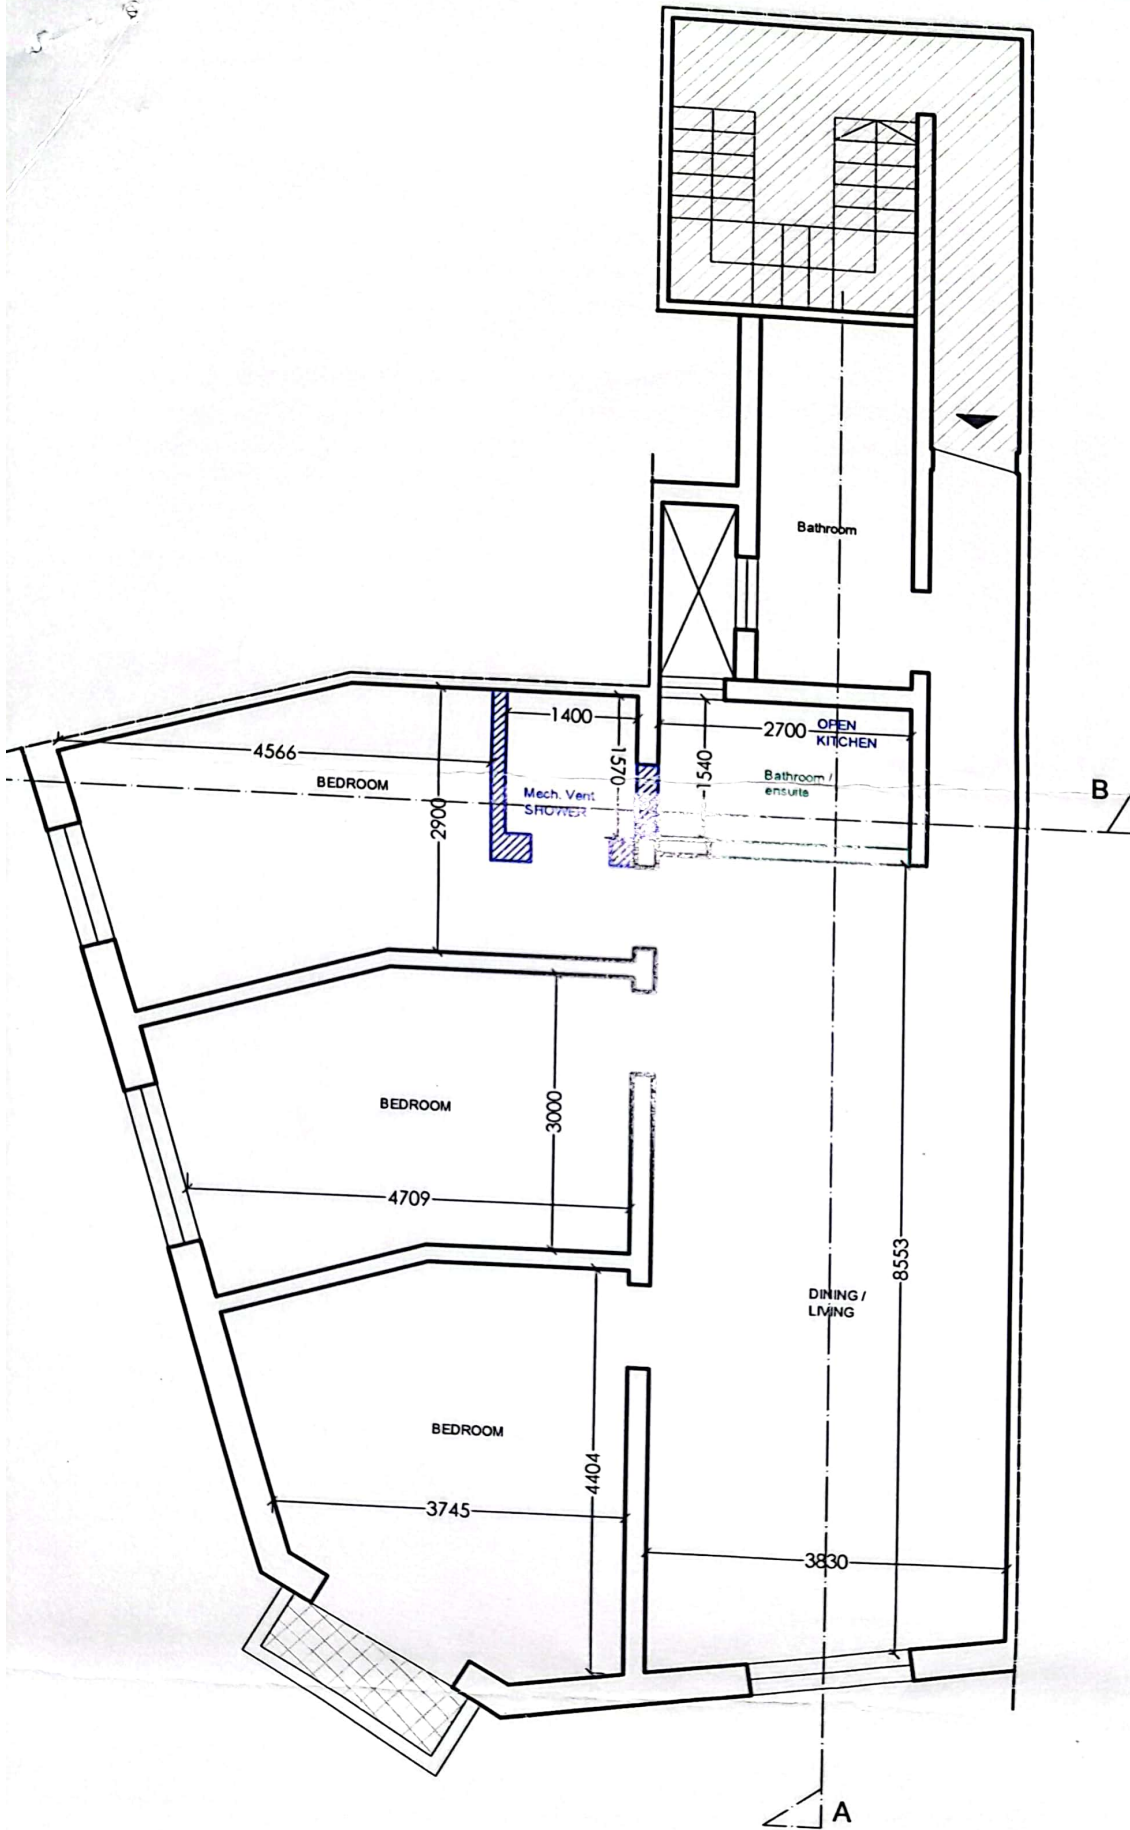 Bathroom
1400
2700
OPEN
KITCHEN
4566
BEDROOM
1570
1540
Bathroom /
ensuite
2900
Mech. Vent
SHOWER
B
BEDROOM
3000
4709
8553
DINING /
LIVING
BEDROOM
4404
3745
3830
A